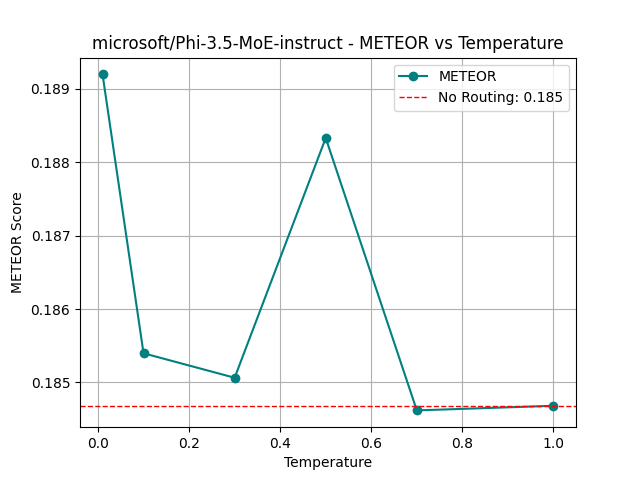 microsoft/Phi-3.5-MoE-instruct - METEOR vs Temperature
METEOR
No Routing: 0.185
METEOR Score
0.189
0.188
0.187
0.186
0.185
0.0
0.2
0.4
0.6
0.8
1.0
Temperature